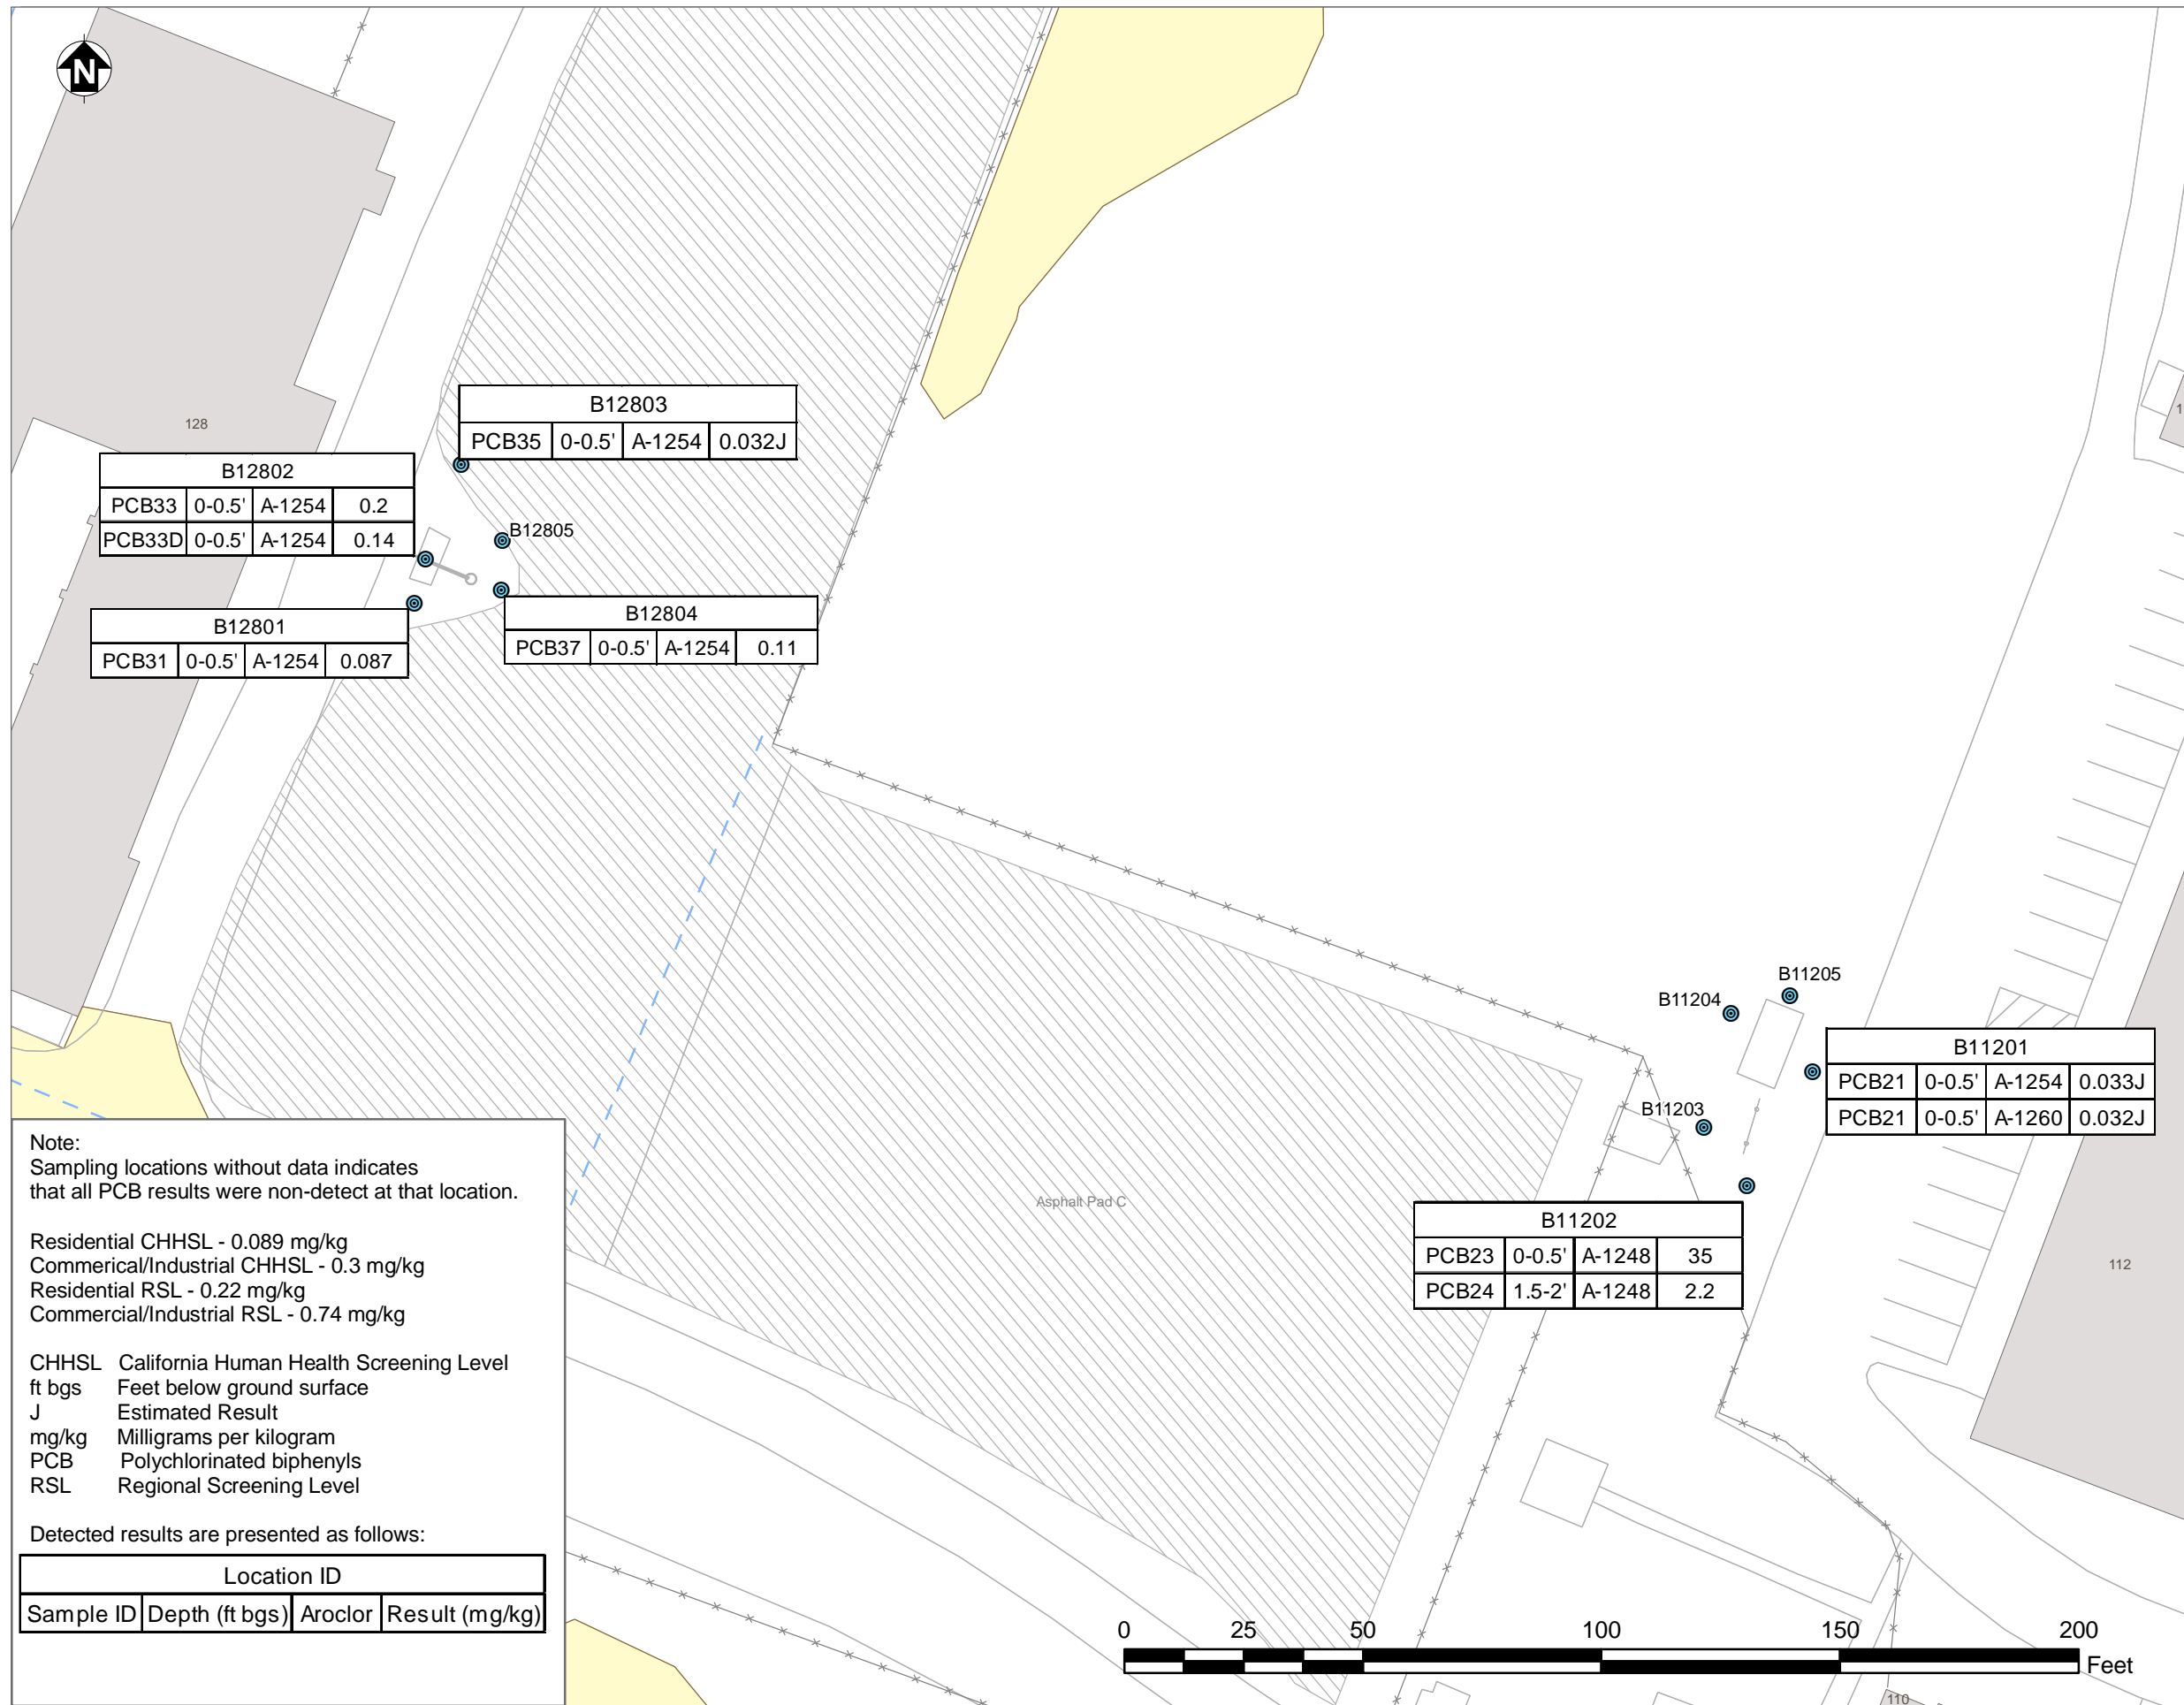 N
128
B12803
PCB35 0-0.5' A-1254 0.032J
B12802
PCB33 0-0.5' A-1254 0.2
PCB33D 0-0.5' A-1254 0.14
B12805
B12801
PCB31 0-0.5' A-1254 0.087
B12804
PCB37 0-0.5' A-1254 0.11
B11205
B11204
B11201
PCB21 0-0.5' A-1254 0.033J
PCB21 0-0.5' A-1260 0.032J
B11203
Asphalt Pad C
B11202
PCB23 0-0.5' A-1248 35
PCB24 1.5-2' A-1248 2.2
112
Note:
Sampling locations without data indicates
that all PCB results were non-detect at that location.
Residential CHHSL - 0.089 mg/kg
Commerical/Industrial CHHSL - 0.3 mg/kg
Residential RSL - 0.22 mg/kg
Commercial/Industrial RSL - 0.74 mg/kg
CHHSL California Human Health Screening Level
ft bgs Feet below ground surface
J Estimated Result
mg/kg Milligrams per kilogram
PCB Polychlorinated biphenyls
RSL Regional Screening Level
Detected results are presented as follows:
Location ID
Sample ID Depth (ft bgs) Aroclor Result (mg/kg)
0 25 50 100 150 200
Feet
110